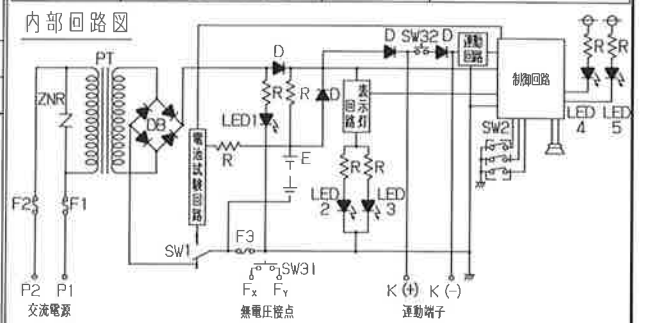 内部回路図
PT
ZNR
DB
F2
F1
P2
P1
交流電源
D
R
R
LED1
D
R
E
電池試験回路
SW1
F3
SW31
Fx
FY
無電圧接点
表示灯回路
R
R
LED2
LED3
D
SW32
D
連動回路
K (+)
K (-)
連動端子
制御回路
SW2
R
R
LED4
LED5